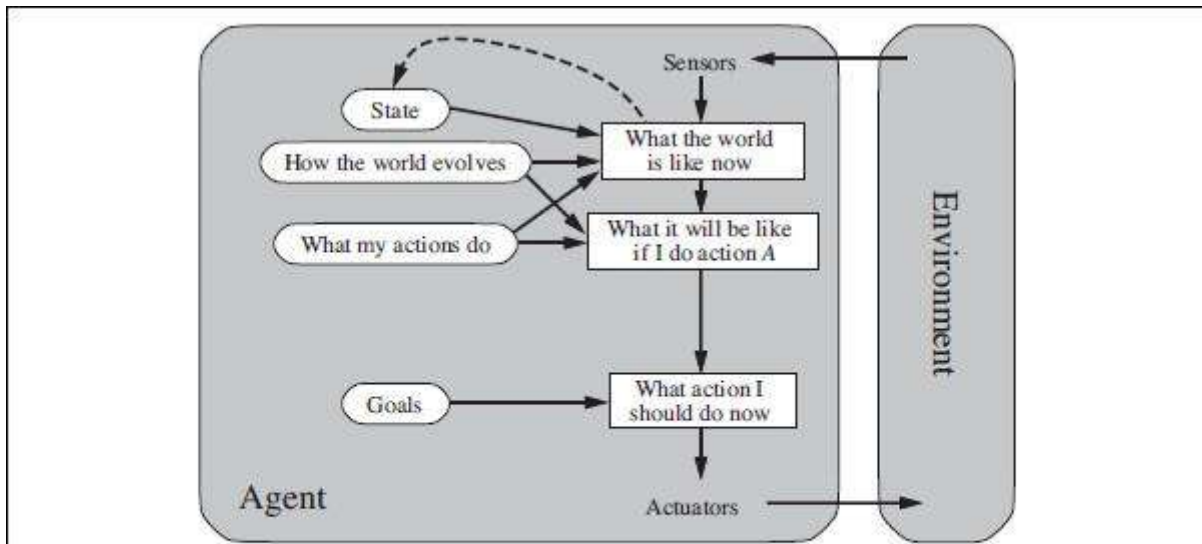 Sensors
State
What the world
is like now
How the world evolves
What my actions do
What it will be like
if I do action A
Goals
What action I
should do now
Agent
Actuators
Environment